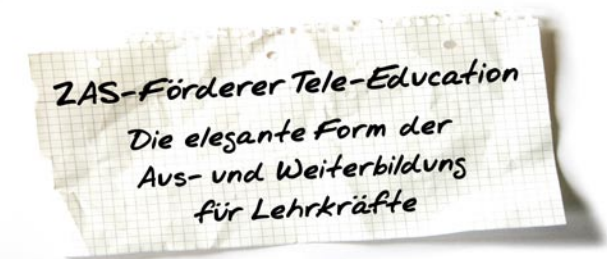 ZAS-Förderer Tele-Education
Die elegante Form der
Aus- und Weiterbildung
für Lehrkräfte